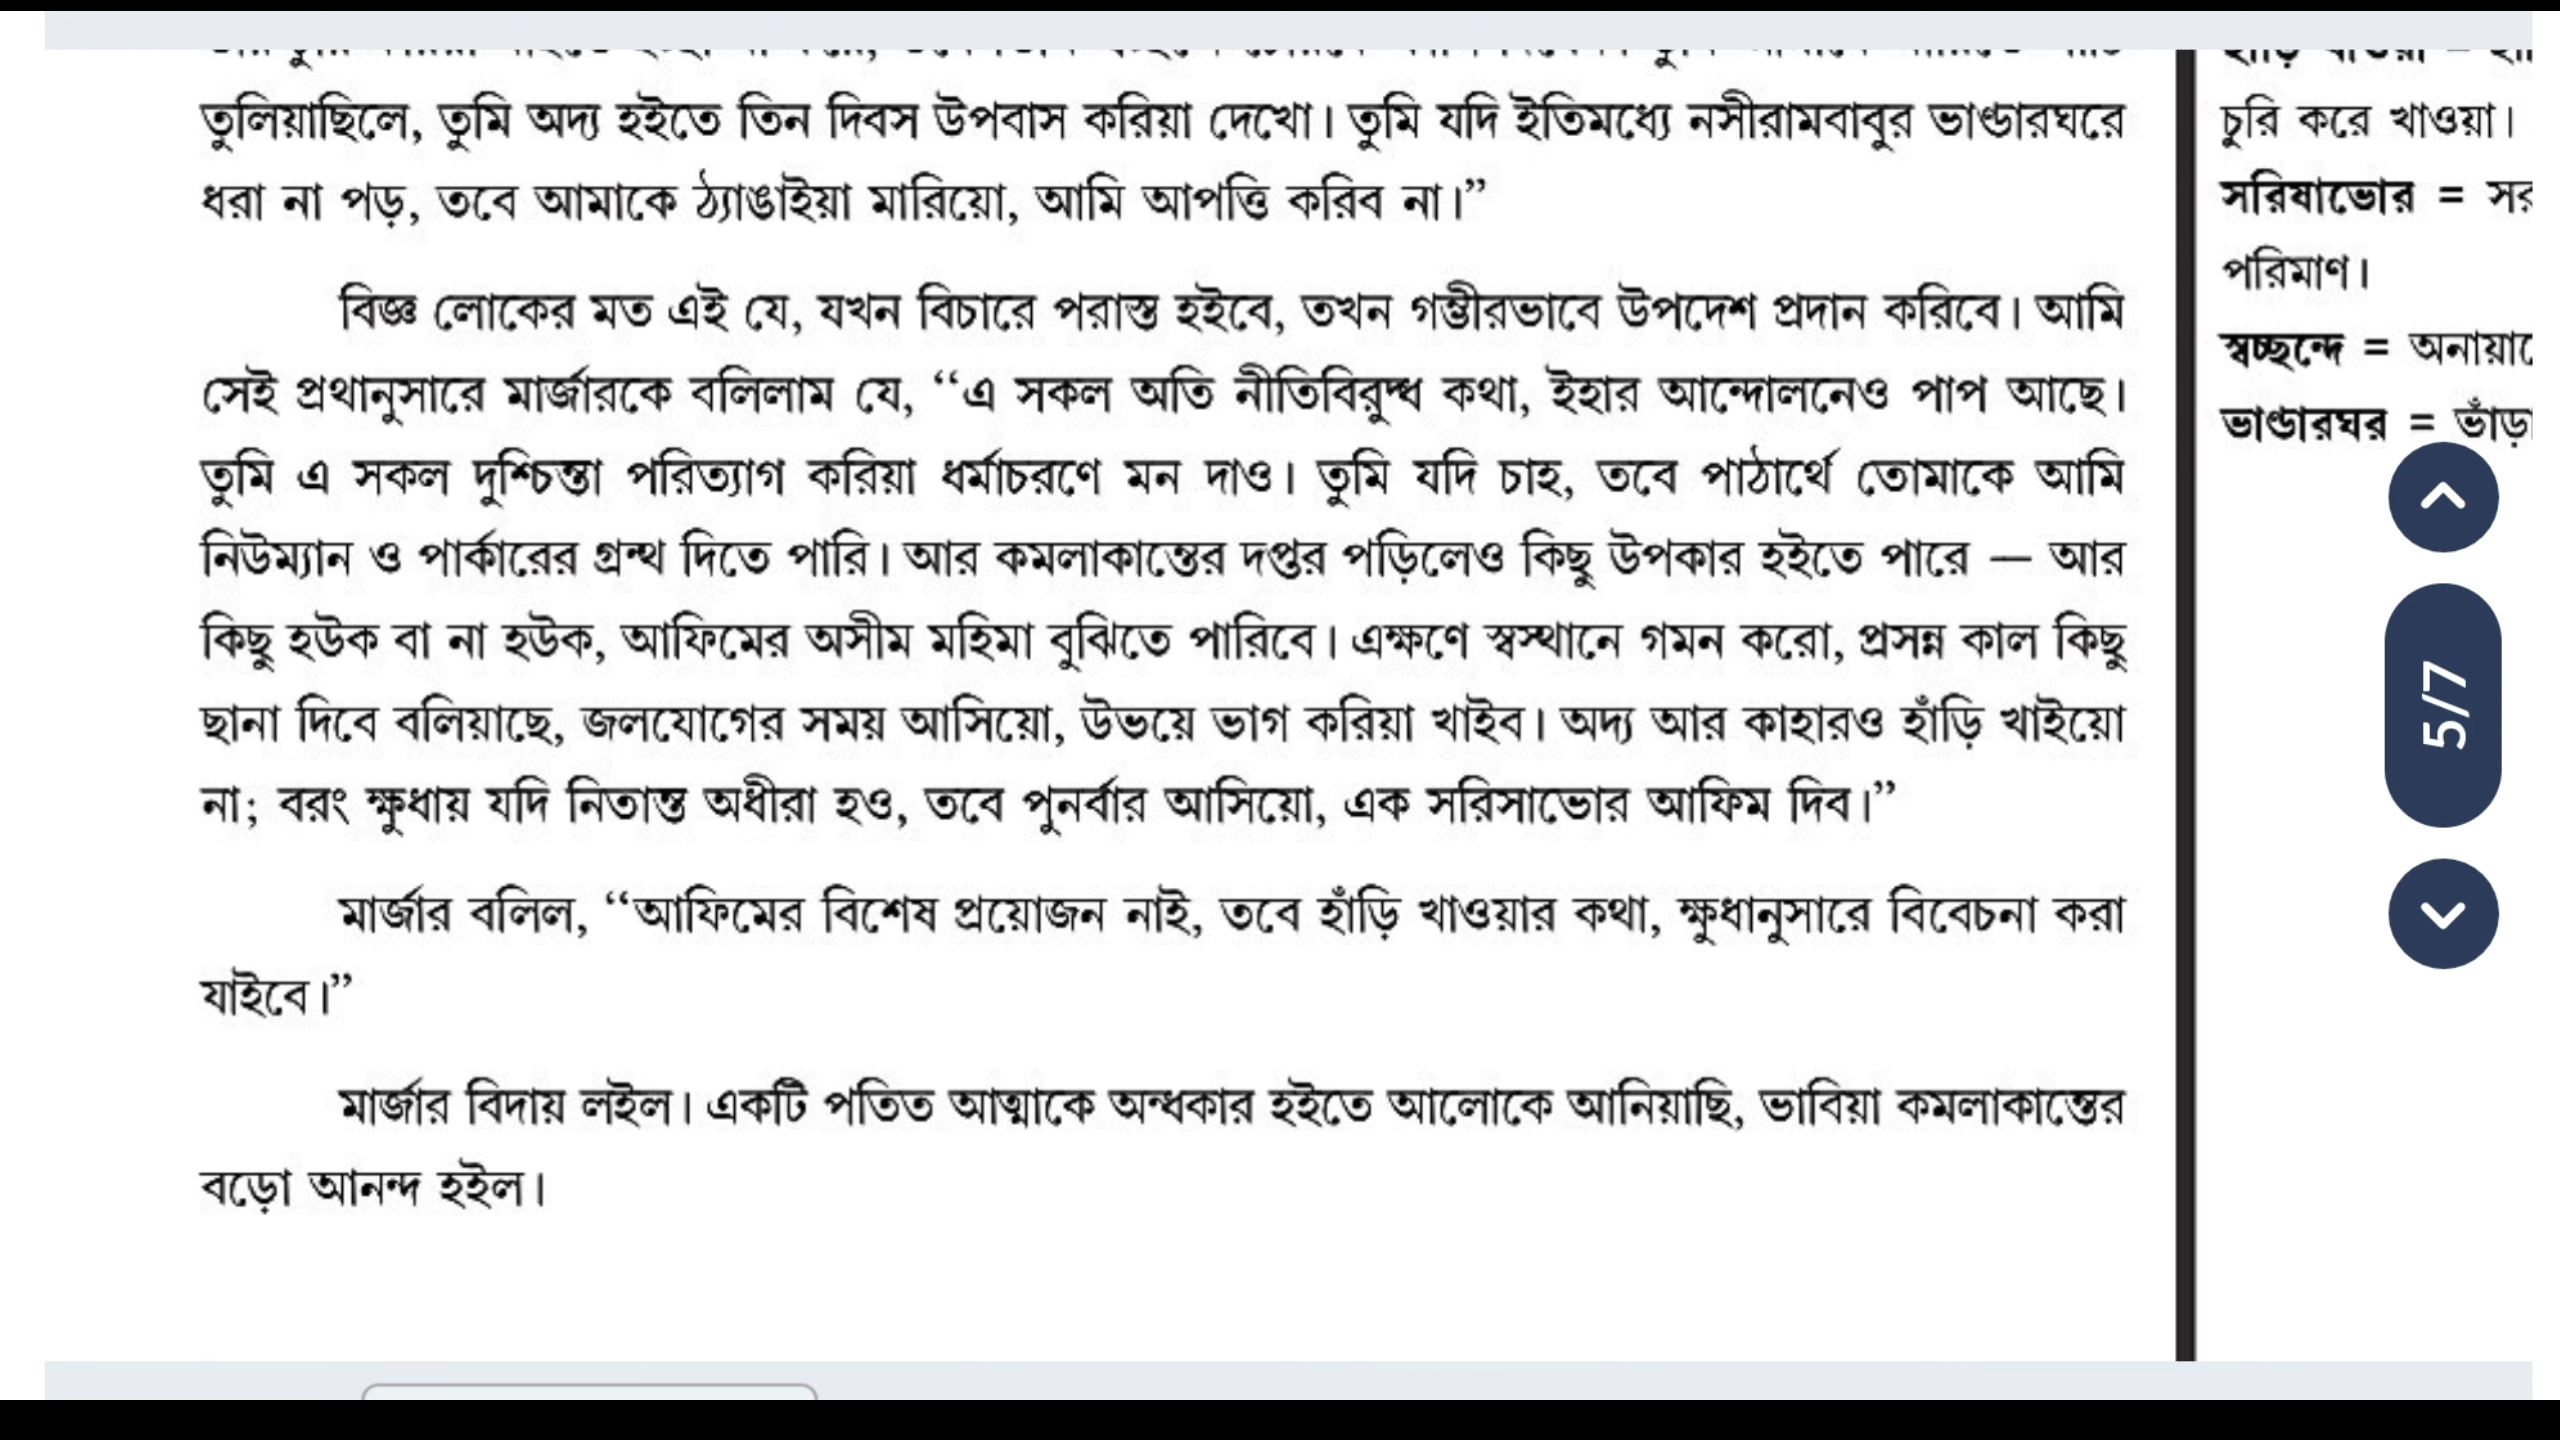 তুলিয়াছিলে, তুমি অদ্য হইতে তিন দিবস উপবাস করিয়া দেখো। তুমি যদি ইতিমধ্যে নসীরামবাবুর ভাণ্ডারঘরে
ধরা না পড়, তবে আমাকে ঠ্যাঙাইয়া মারিয়ো, আমি আপত্তি করিব না।”
বিজ্ঞ লোকের মত এই যে, যখন বিচারে পরাস্ত হইবে, তখন গম্ভীরভাবে উপদেশ প্রদান করিবে। আমি
সেই প্রথানুসারে মার্জারকে বলিলাম যে, “এ সকল অতি নীতিবিরুদ্ধ কথা, ইহার আন্দোলনেও পাপ আছে।
তুমি এ সকল দুশ্চিন্তা পরিত্যাগ করিয়া ধর্মাচরণে মন দাও। তুমি যদি চাহ, তবে পাঠার্থে তোমাকে আমি
নিউম্যান ও পার্কারের গ্রন্থ দিতে পারি। আর কমলাকান্তের দপ্তর পড়িলেও কিছু উপকার হইতে পারে — আর
কিছু হউক বা না হউক, আফিমের অসীম মহিমা বুঝিতে পারিবে। এক্ষণে স্বস্থানে গমন করো, প্রসন্ন কাল কিছু
ছানা দিবে বলিয়াছে, জলযোগের সময় আসিয়ো, উভয়ে ভাগ করিয়া খাইব। অদ্য আর কাহারও হাঁড়ি খাইয়ো
না; বরং ক্ষুধায় যদি নিতান্ত অধীরা হও, তবে পুনর্বার আসিয়ো, এক সরিসাভোর আফিম দিব।”
মার্জার বলিল, “আফিমের বিশেষ প্রয়োজন নাই, তবে হাঁড়ি খাওয়ার কথা, ক্ষুধানুসারে বিবেচনা করা
যাইবে।”
মার্জার বিদায় লইল। একটি পতিত আত্মাকে অন্ধকার হইতে আলোকে আনিয়াছি, ভাবিয়া কমলাকান্তের
বড়ো আনন্দ হইল।
চুরি করে খাওয়া।
সরিষাভোর =
পরিমাণ।
স্বচ্ছন্দে =
ভাণ্ডারঘর =
5/7